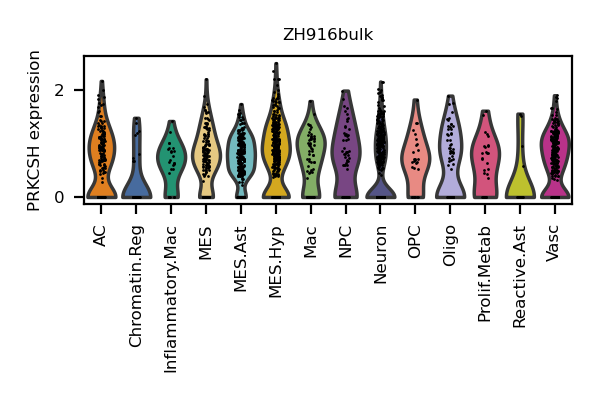 ZH916bulk
PRKCSH expression
2
0
AC
Chromatin.Reg
Inflammatory.Mac
MES
MES.Ast
MES.Hyp
Mac
NPC
Neuron
OPC
Oligo
Prolif.Metab
Reactive.Ast
Vasc